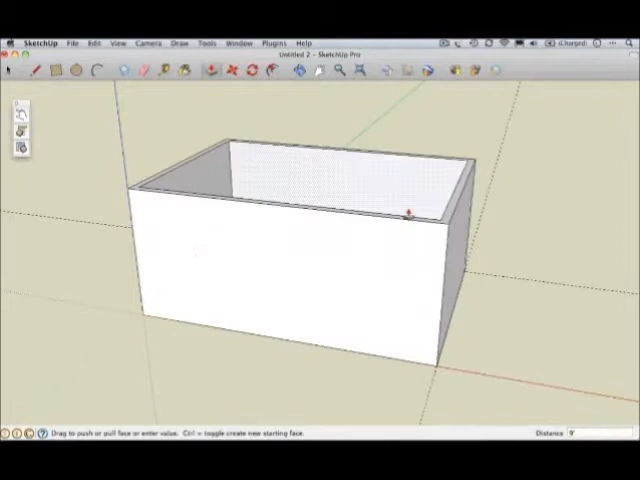 SketchUp File Edit View Camera Draw Tools Window Plugins Help (Charged)
Untitled 2 - SketchUp Pro
Drag to push or pull face or enter value. Ctrl = toggle create new starting face. Distance 9'